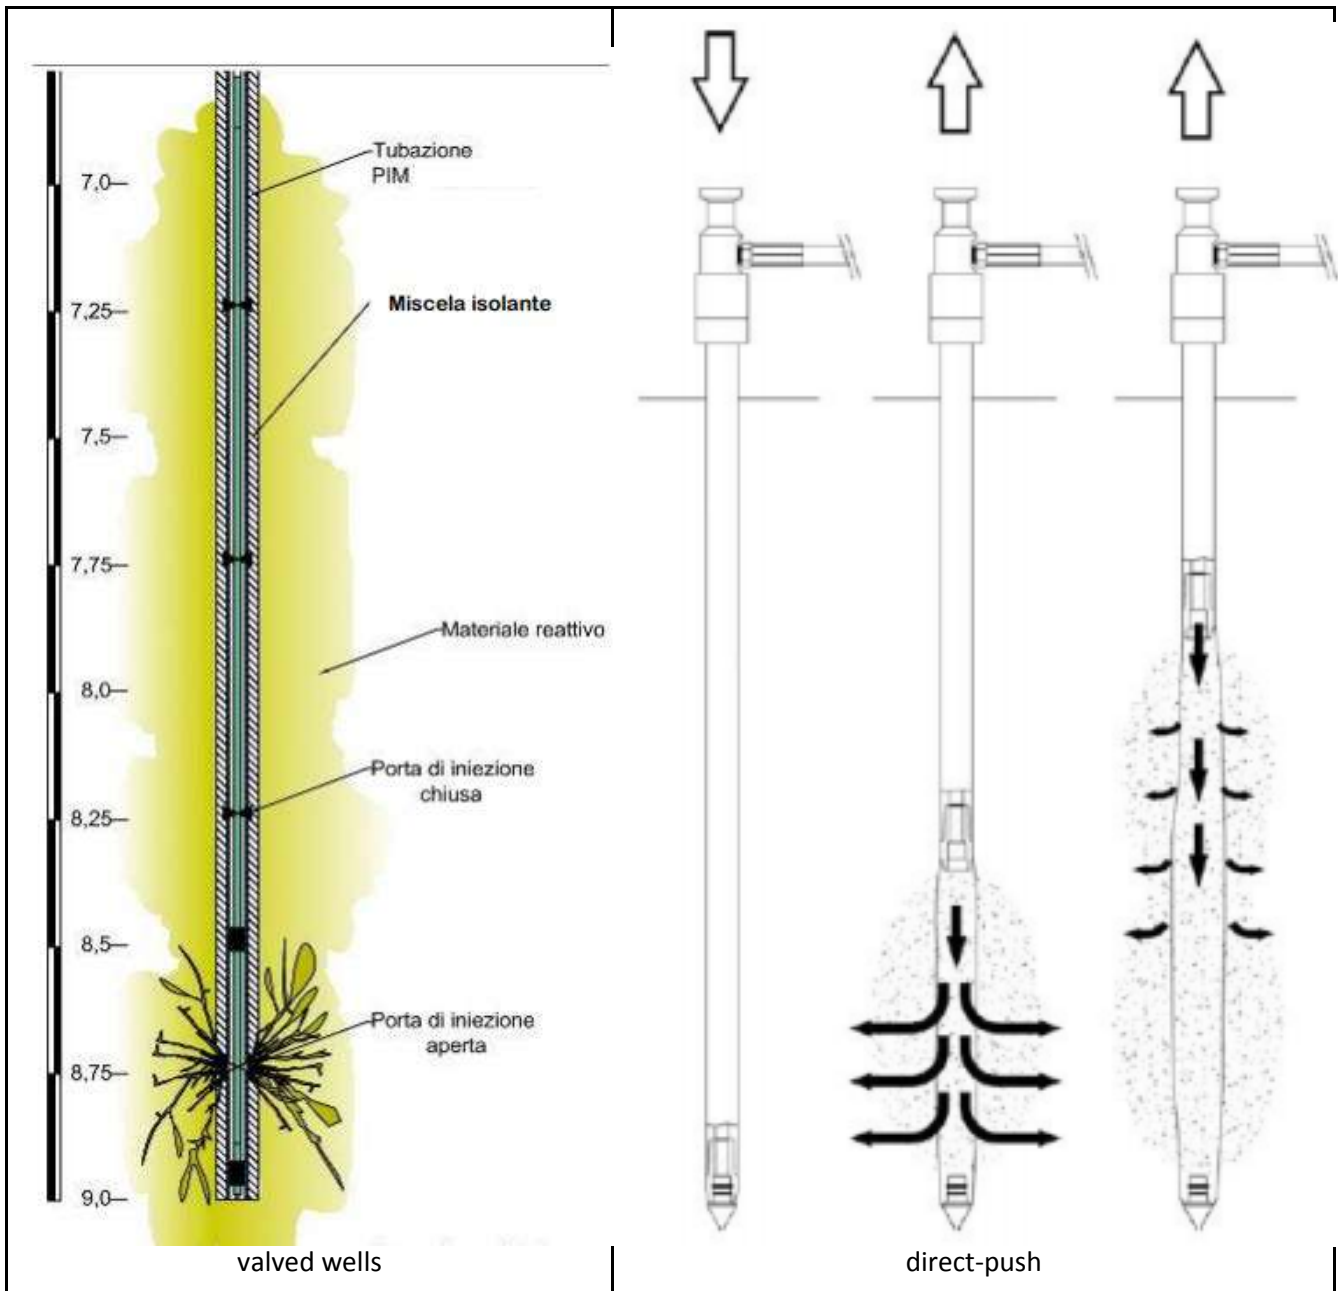 Tubazione
PIM
7,0
7,25
Miscela isolante
7,5
7,75
Materiale reattivo
8,0
Porta di iniezione
chiusa
8,25
8,5
Porta di iniezione
aperta
8,75
9,0
valved wells
direct-push